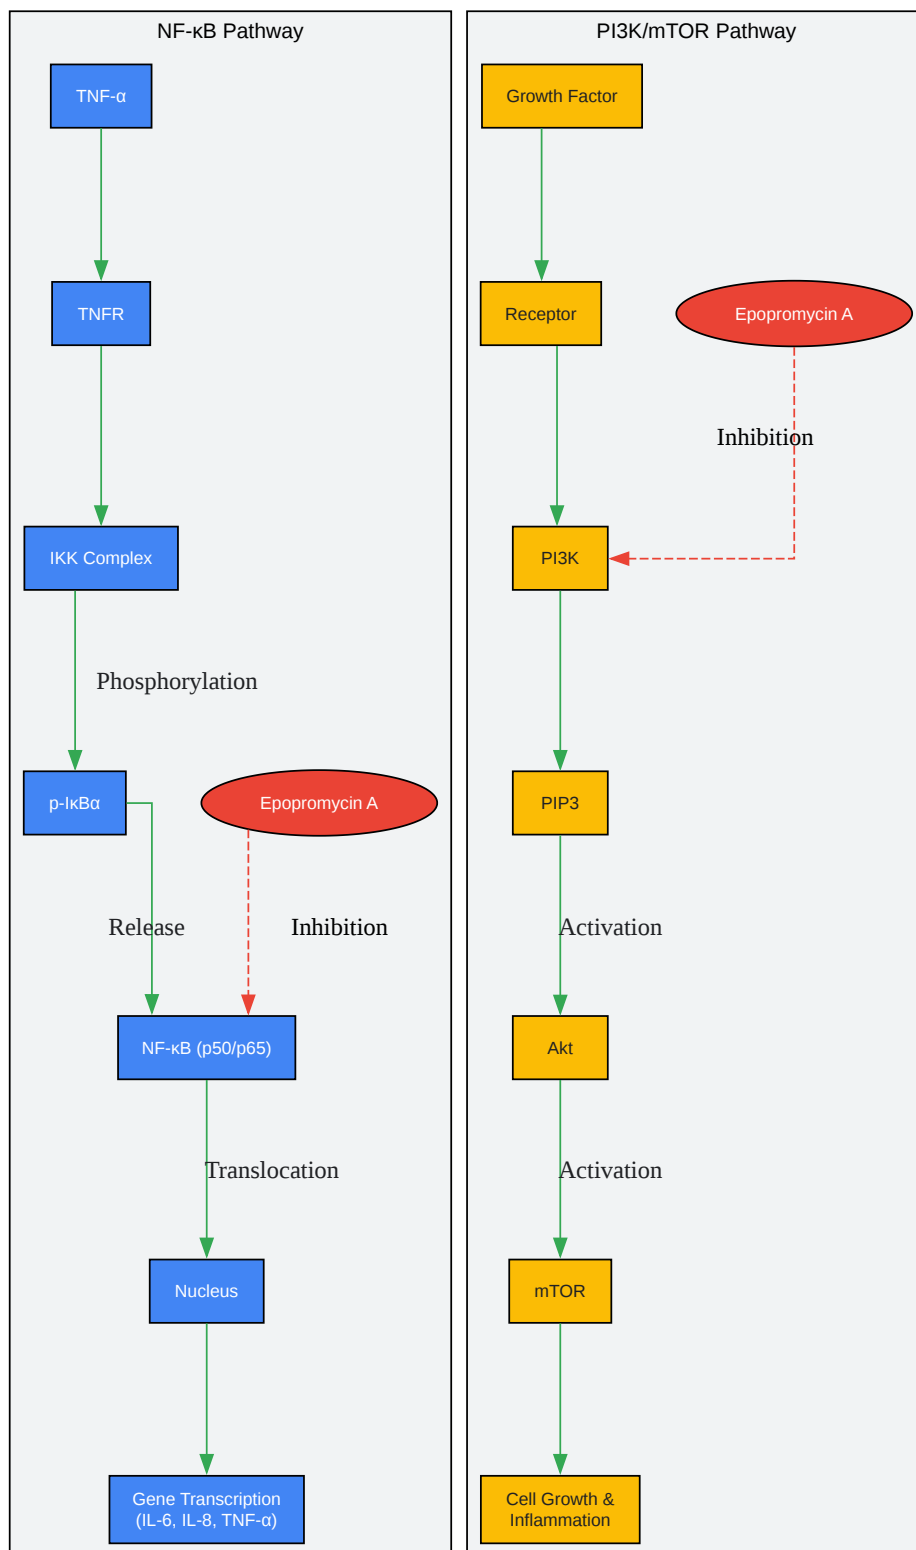 NF-κB Pathway
TNF-α
TNFR
IKK Complex
Phosphorylation
p-IκBα
Epopromycin A
Release
Inhibition
NF-κB (p50/p65)
Translocation
Nucleus
Gene Transcription
(IL-6, IL-8, TNF-α)
PI3K/mTOR Pathway
Growth Factor
Receptor
Epopromycin A
Inhibition
PI3K
PIP3
Activation
Akt
Activation
mTOR
Cell Growth &
Inflammation